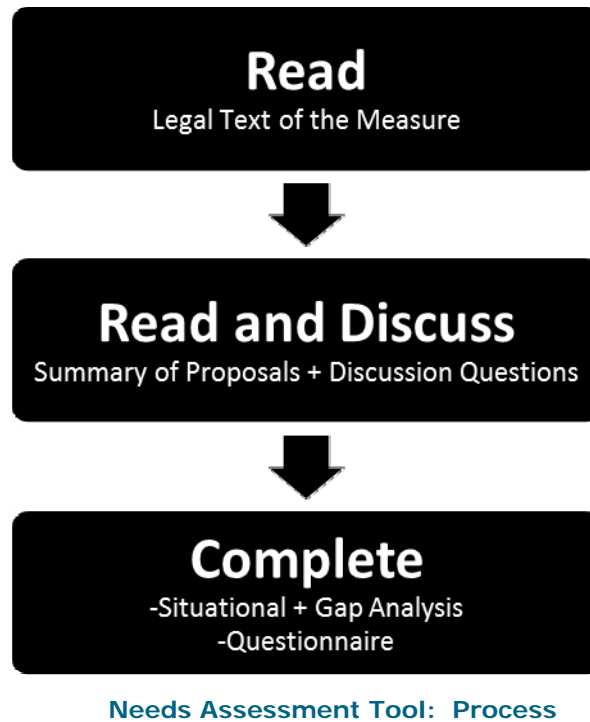 Read
Legal Text of the Measure
Read and Discuss
Summary of Proposals + Discussion Questions
Complete
-Situational + Gap Analysis
-Questionnaire
Needs Assessment Tool: Process